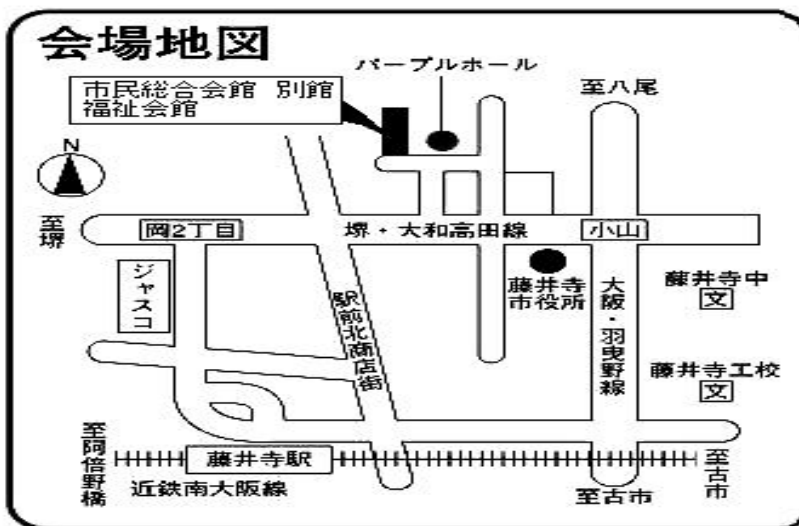 会場地図
パープルホール
市民総合会館 別館
福祉会館
至八尾
N
至堺
岡2丁目
堺・大和高田線
小山
ジャスコ
駅前北商店街
藤井寺
市役所
大阪・羽曳野線
藤井寺中
文
藤井寺工校
文
至阿倍野橋
藤井寺駅
近鉄南大阪線
至古市
至古市